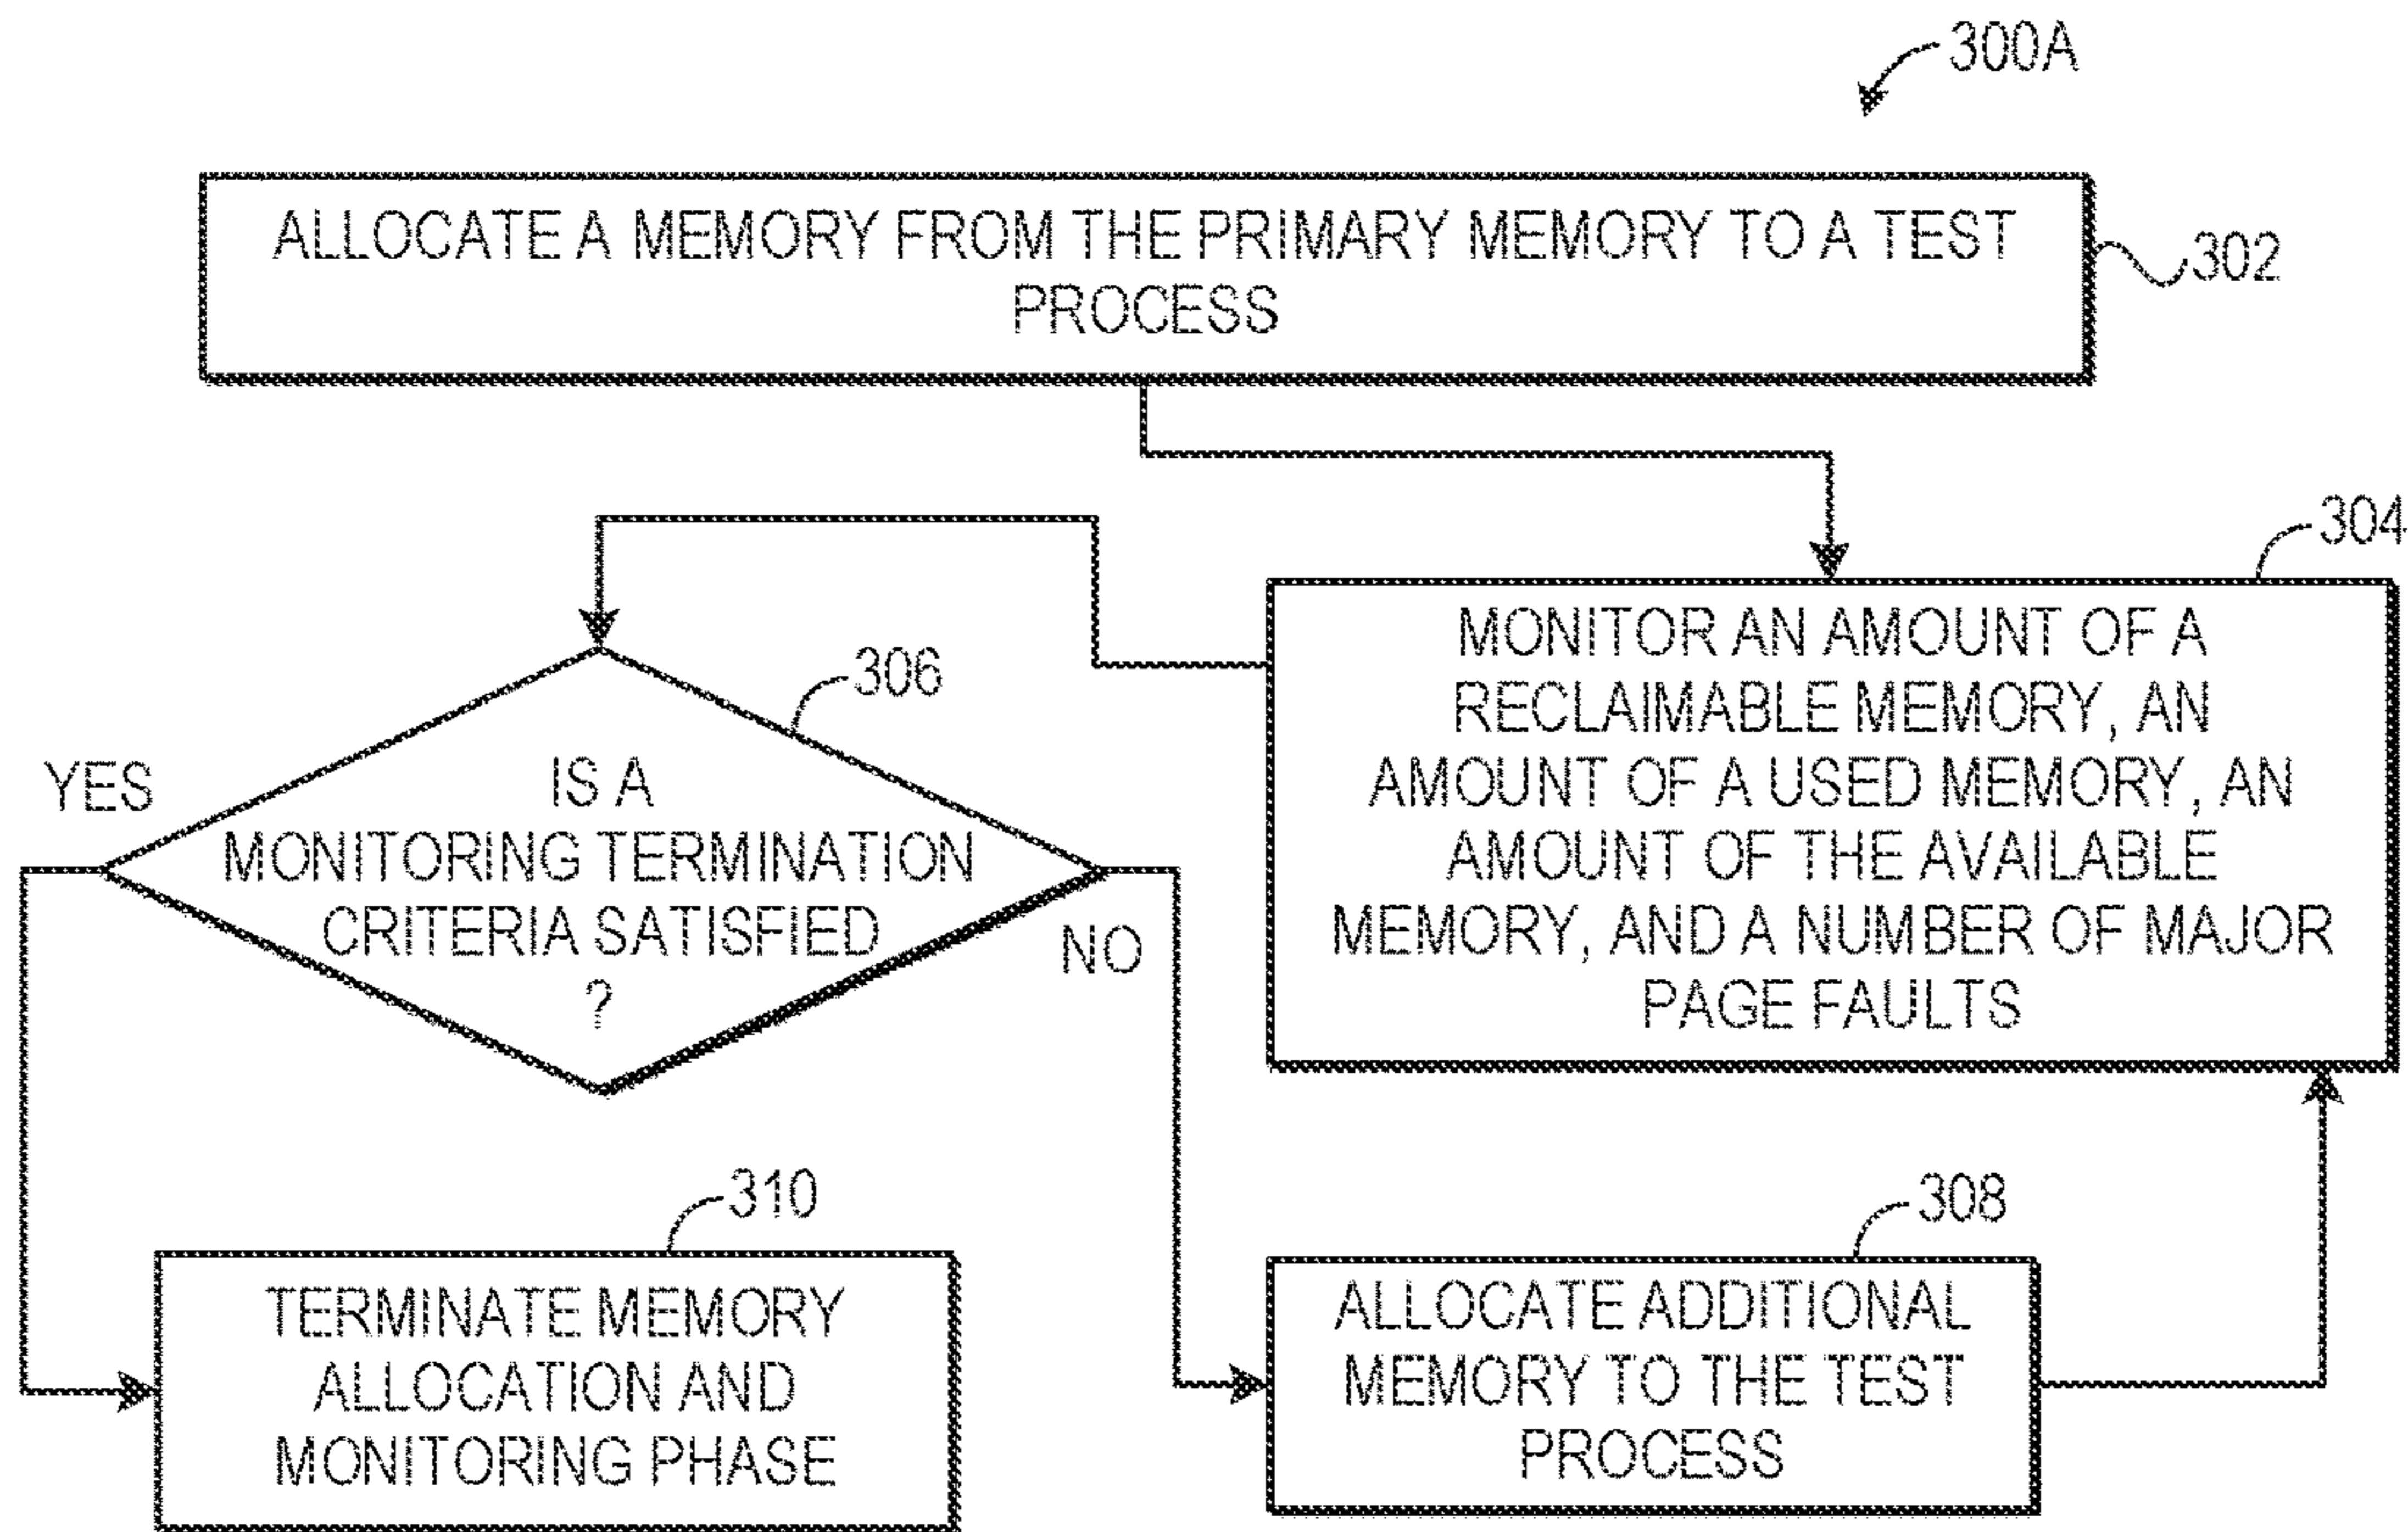 300A
ALLOCATE A MEMORY FROM THE PRIMARY MEMORY TO A TEST
PROCESS
302
304
MONITOR AN AMOUNT OF A
RECLAIMABLE MEMORY, AN
AMOUNT OF A USED MEMORY, AN
AMOUNT OF THE AVAILABLE
MEMORY, AND A NUMBER OF MAJOR
PAGE FAULTS
306
IS A
MONITORING TERMINATION
CRITERIA SATISFIED
?
YES
NO
310
TERMINATE MEMORY
ALLOCATION AND
MONITORING PHASE
308
ALLOCATE ADDITIONAL
MEMORY TO THE TEST
PROCESS